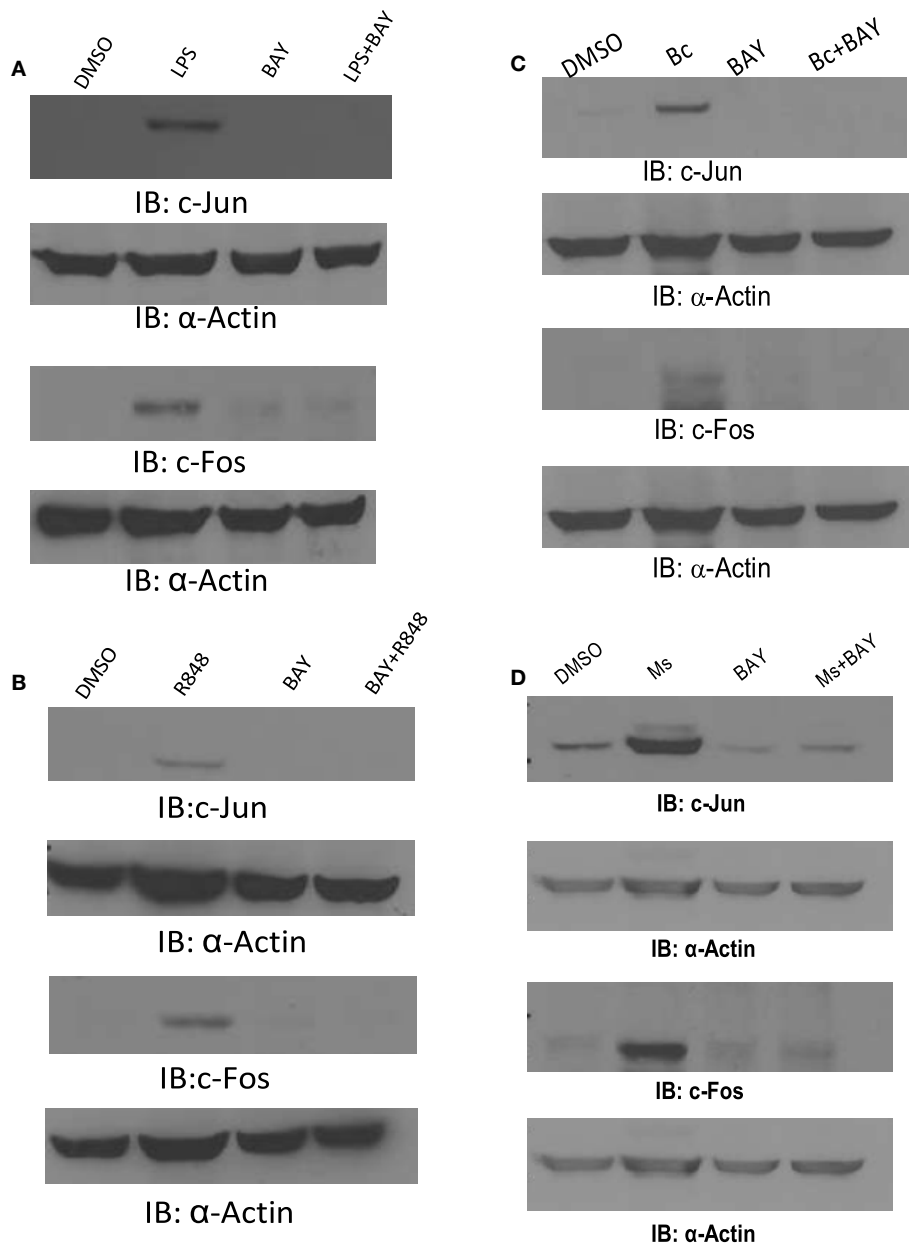 A
DMSO LPS BAY LPS+BAY
IB: c-Jun
IB: α-Actin
IB: c-Fos
IB: α-Actin
B
DMSO R848 BAY BAY+R848
IB:c-Jun
IB: α-Actin
IB:c-Fos
IB: α-Actin
C
DMSO Bc BAY Bc+BAY
IB: c-Jun
IB: α-Actin
IB: c-Fos
IB: α-Actin
D
DMSO Ms BAY Ms+BAY
IB: c-Jun
IB: α-Actin
IB: c-Fos
IB: α-Actin